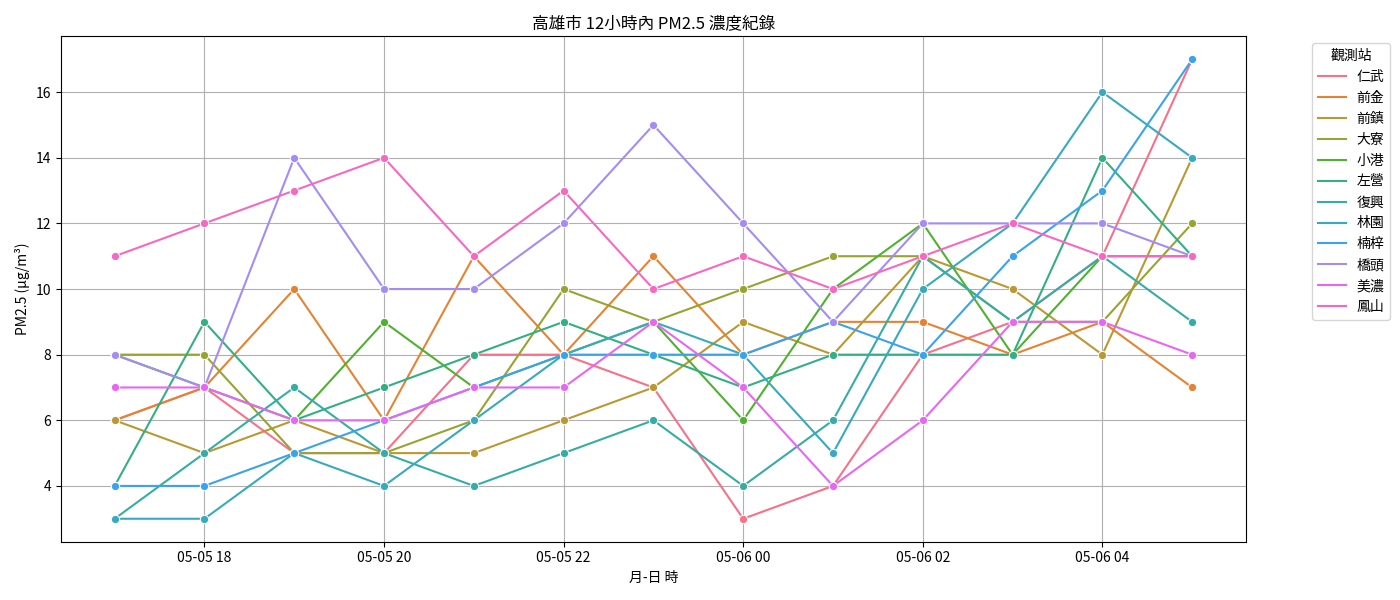 高雄市 12小時內 PM2.5 濃度紀錄
PM2.5 (μg/m³)
16
14
12
10
8
6
4
05-05 18
05-05 20
05-05 22
05-06 00
05-06 02
05-06 04
月-日 時
觀測站
仁武
前金
前鎮
大寮
小港
左營
復興
林園
楠梓
橋頭
美濃
鳳山